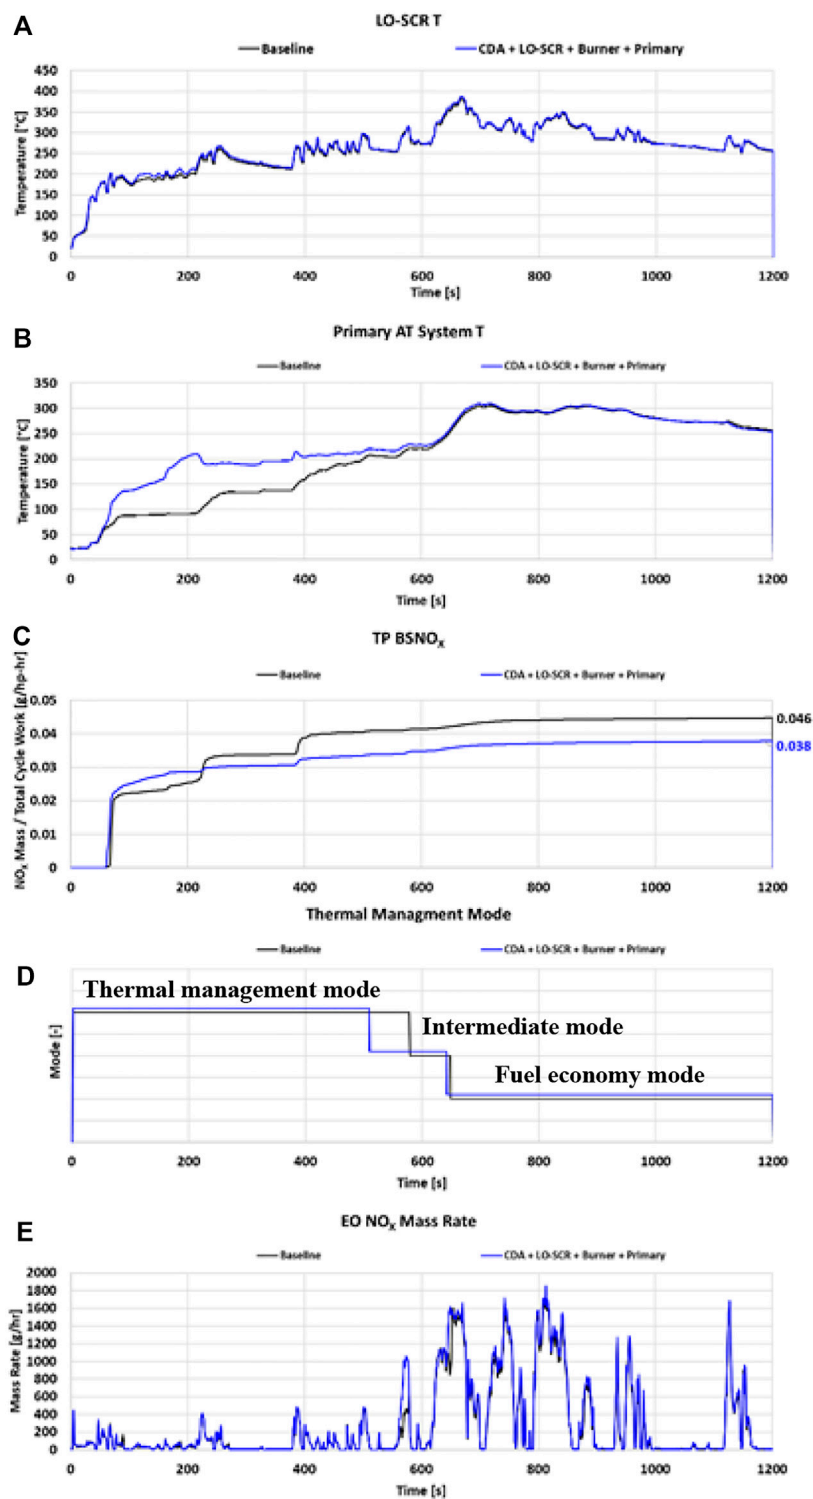 A
LO-SCR T
Baseline CDA + LO-SCR + Burner + Primary
Temperature [°C]
450
400
350
300
250
200
150
100
50
0
0 200 400 600 800 1000 1200
Time [s]
B
Primary AT System T
Baseline CDA + LO-SCR + Burner + Primary
Temperature [°C]
350
300
250
200
150
100
50
0
0 200 400 600 800 1000 1200
Time [s]
C
TP BSNOX
Baseline CDA + LO-SCR + Burner + Primary
NOX Mass / Total Cycle Work [g/hp-hr]
0.05
0.04
0.03
0.02
0.01
0
0.046
0.038
0 200 400 600 800 1000 1200
Thermal Managment Mode
D
Baseline CDA + LO-SCR + Burner + Primary
Mode [-]
Thermal management mode
Intermediate mode
Fuel economy mode
0 200 400 600 800 1000 1200
Time [s]
E
EO NOX Mass Rate
Baseline CDA + LO-SCR + Burner + Primary
Mass Rate [g/hr]
2000
1800
1600
1400
1200
1000
800
600
400
200
0
0 200 400 600 800 1000 1200
Time [s]